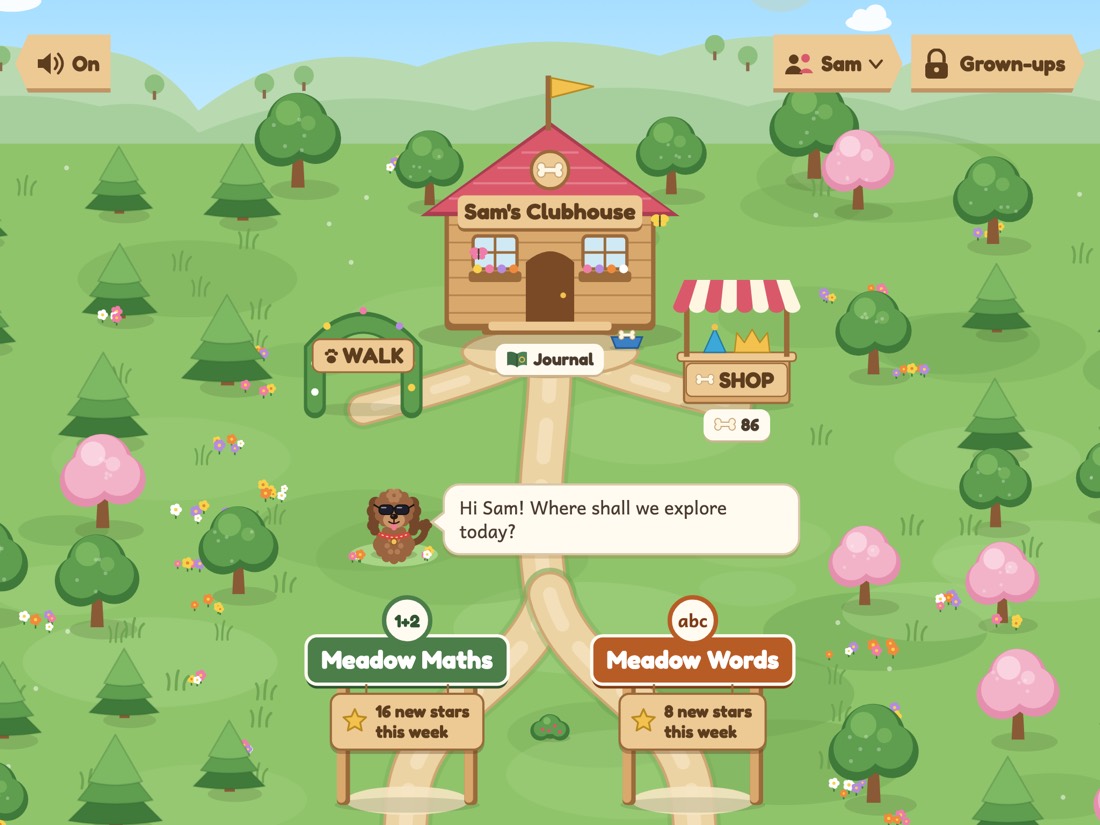 On
Sam
Grown-ups
Sam's Clubhouse
WALK
Journal
SHOP
86
Hi Sam! Where shall we explore
today?
1+2
Meadow Maths
16 new stars
this week
abc
Meadow Words
8 new stars
this week